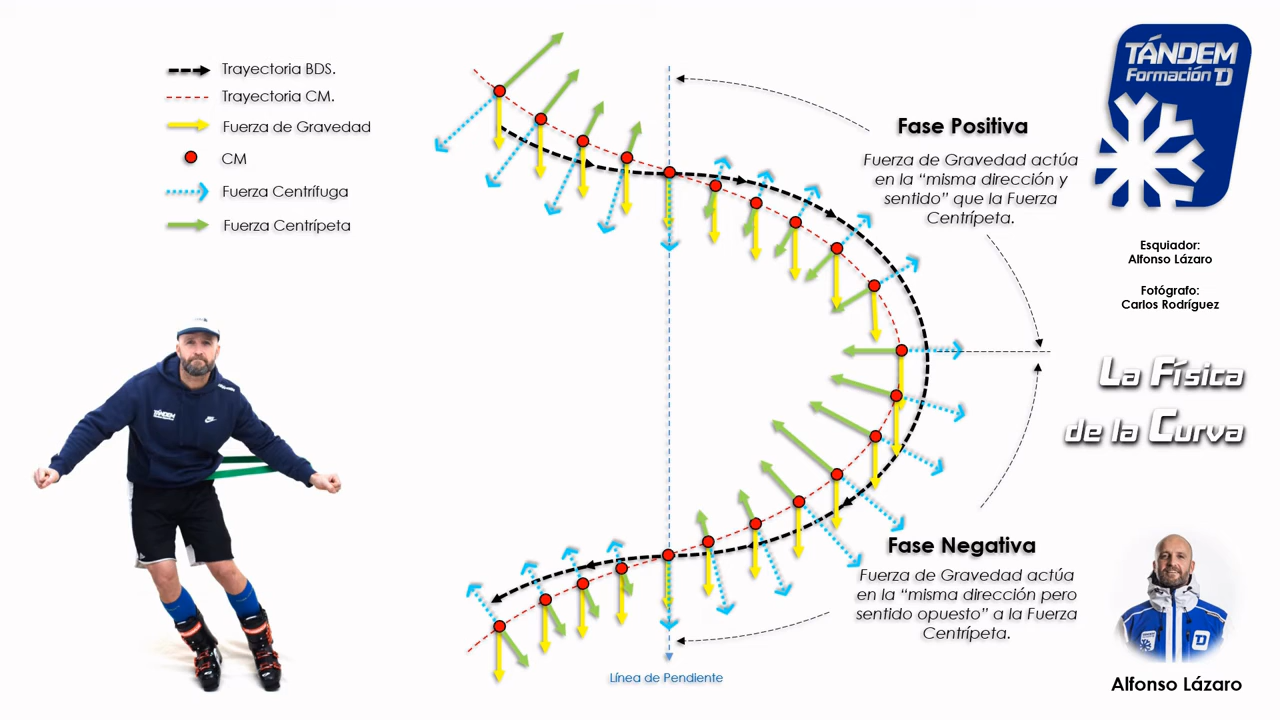 Trayectoria BDS.
Trayectoria CM.
Fuerza de Gravedad
CM
Fuerza Centrífuga
Fuerza Centrípeta
Fase Positiva
Fuerza de Gravedad actúa
en la “misma dirección y
sentido” que la Fuerza
Centrípeta.
TÁNDEM
Formación TD
Esquiador:
Alfonso Lázaro
Fotógrafo:
Carlos Rodríguez
La Física
de la Curva
TÁNDEM
Fase Negativa
Fuerza de Gravedad actúa
en la “misma dirección pero
sentido opuesto” a la Fuerza
Centrípeta.
Línea de Pendiente
Alfonso Lázaro